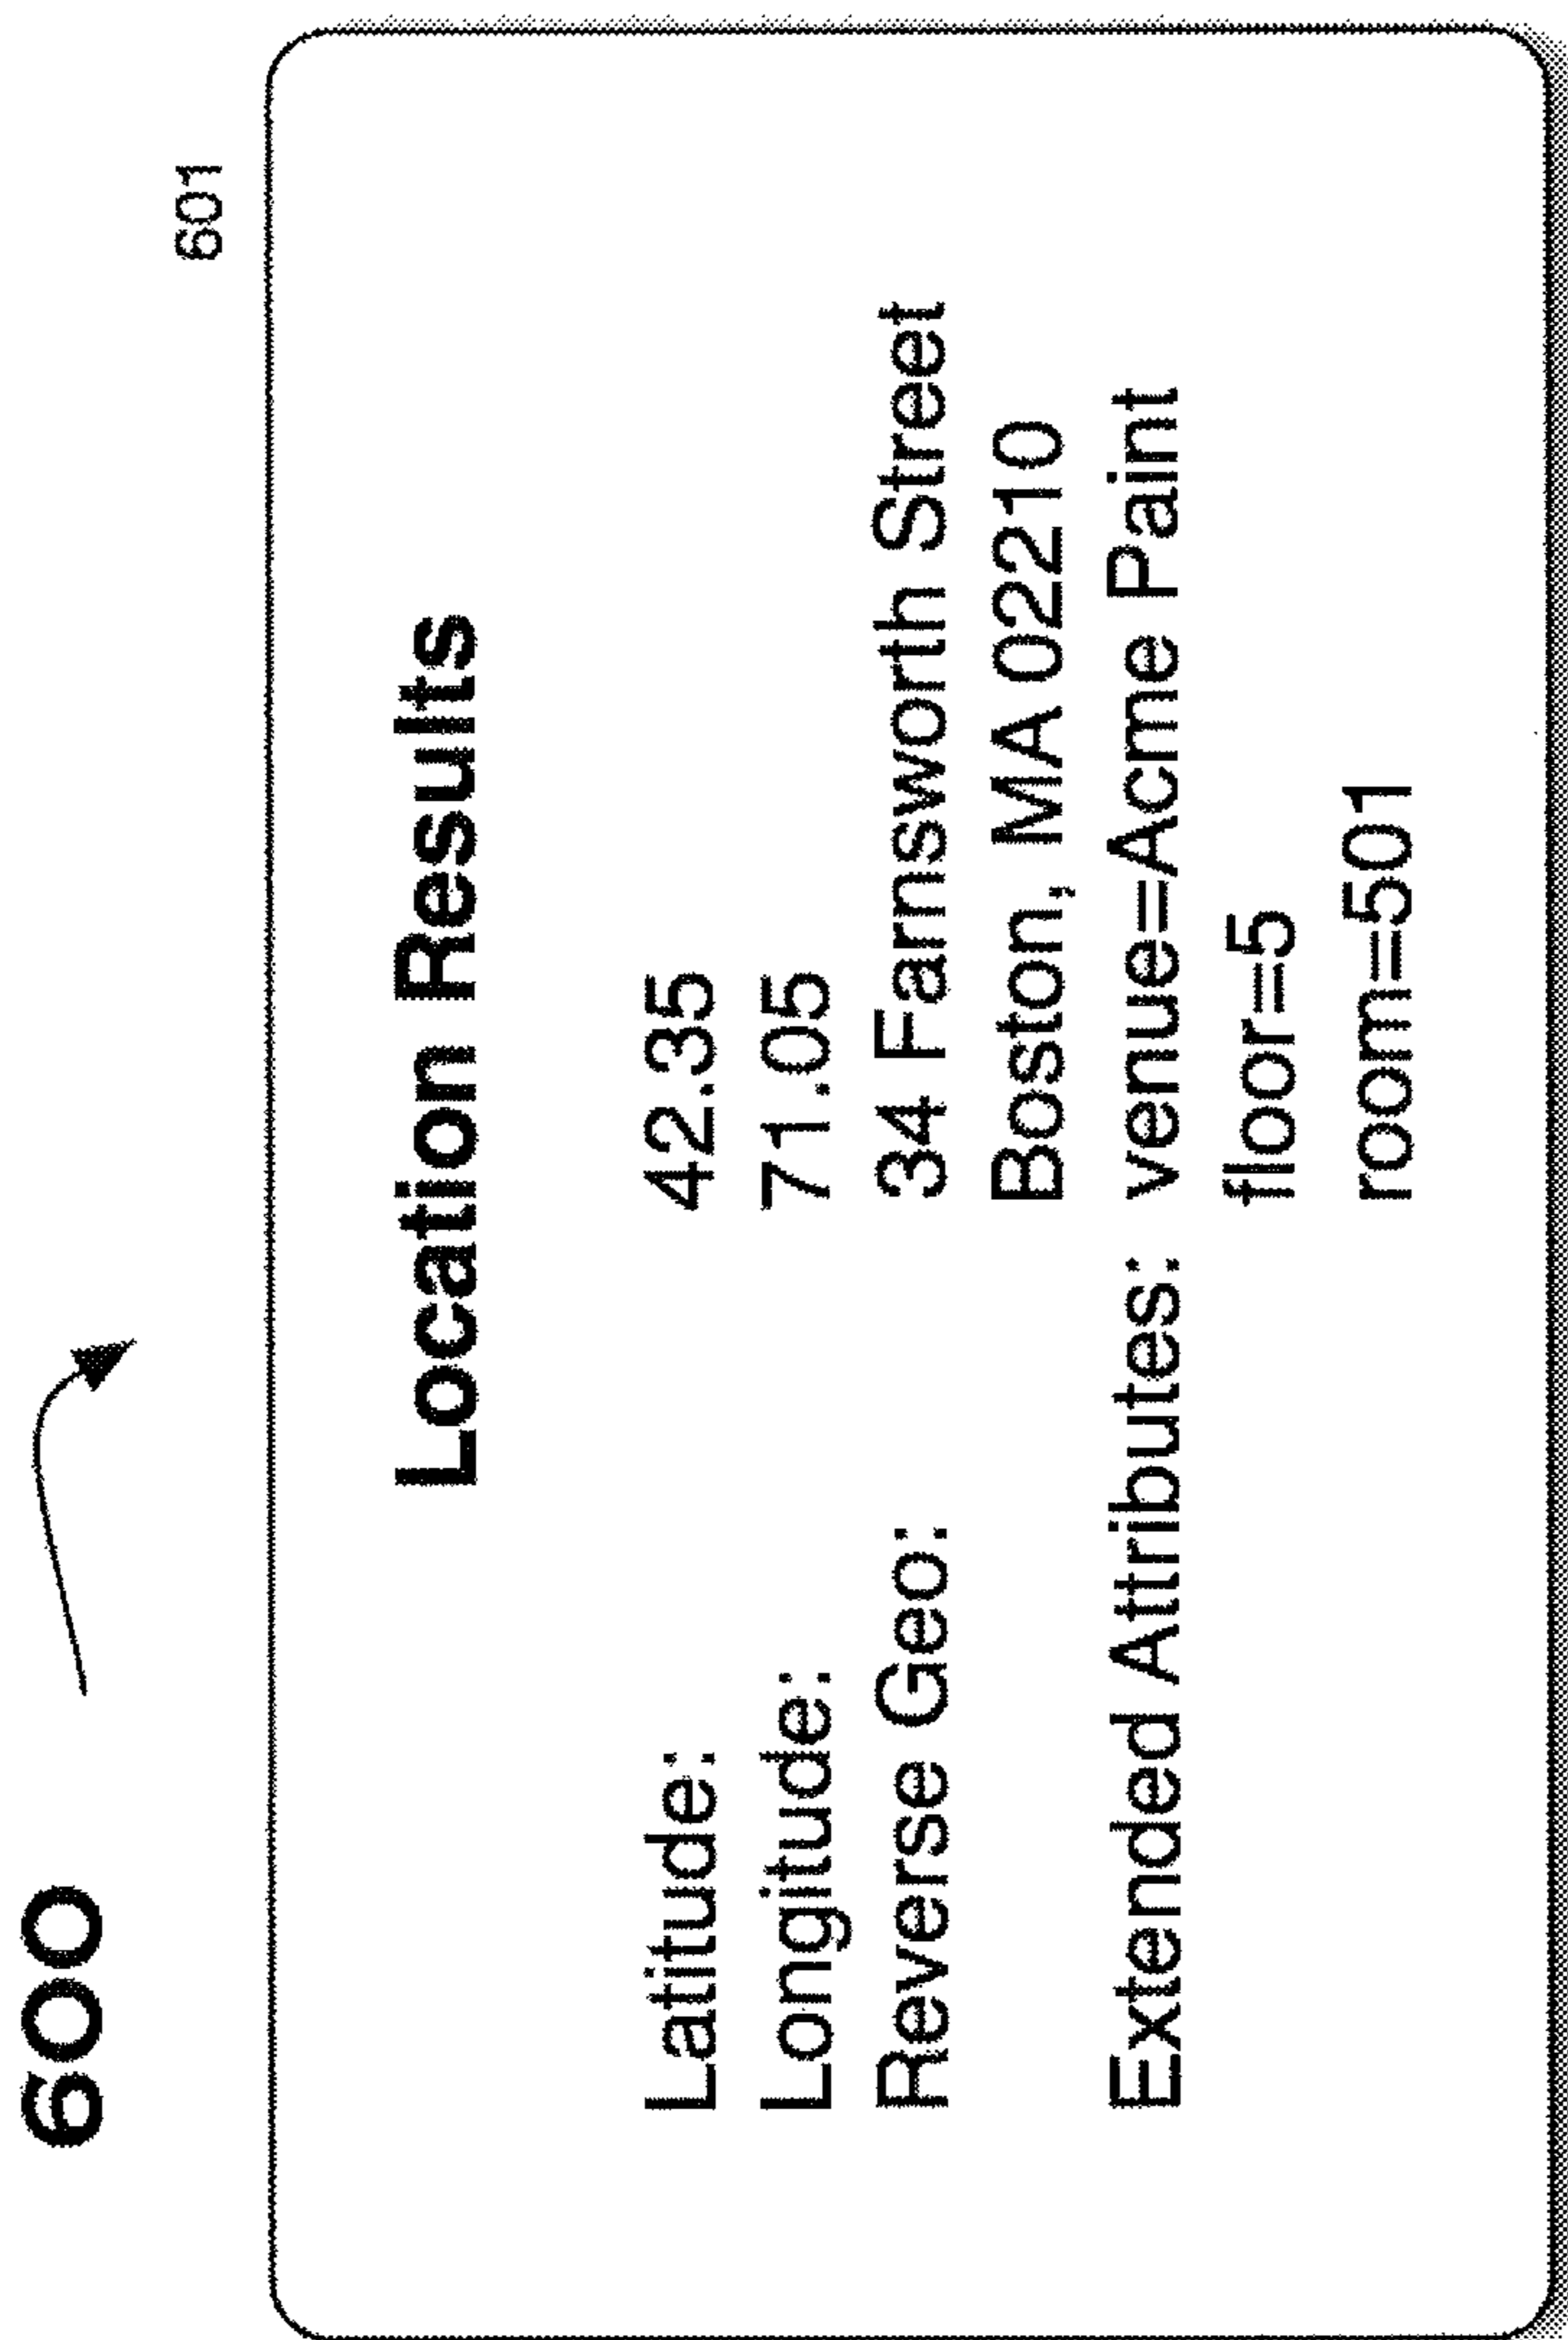 600
601
Location Results
Latitude: 42.35
Longitude: 71.05
Reverse Geo: 34 Farnsworth Street
Boston, MA 02210
Extended Attributes: venue=Acme Paint
floor=5
room=501